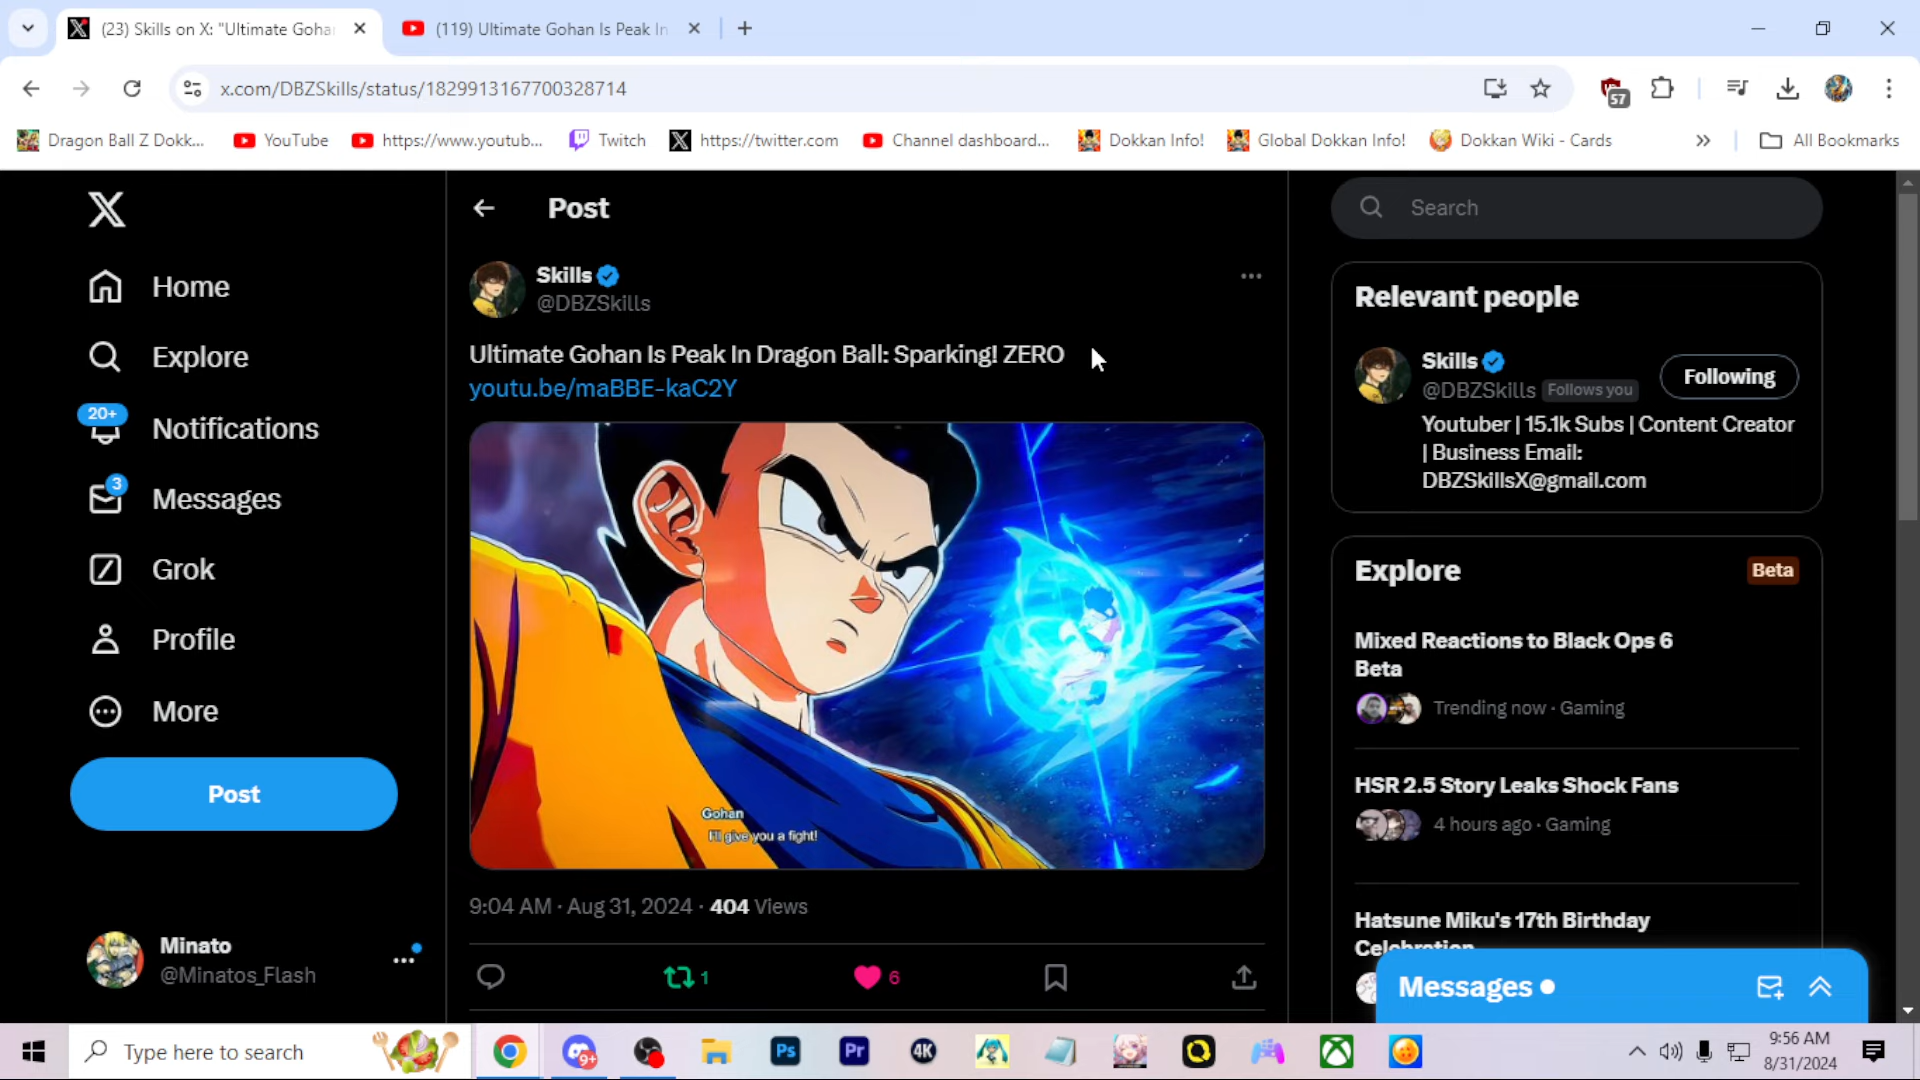 (23) Skills on X: "Ultimate Goha
(119) Ultimate Gohan Is Peak In
x.com/DBZSkills/status/1829913167700328714
57
Dragon Ball Z Dokk...
YouTube
https://www.youtub...
Twitch
https://twitter.com
Channel dashboard...
Dokkan Info!
Global Dokkan Info!
Dokkan Wiki - Cards
All Bookmarks
Home
Explore
20+
Notifications
3
Messages
Grok
Profile
More
Post
Minato
@Minatos_Flash
Post
Skills
@DBZSkills
Ultimate Gohan Is Peak In Dragon Ball: Sparking! ZERO
youtu.be/maBBE-kaC2Y
Gohan
I'll give you a fight!
9:04 AM · Aug 31, 2024 · 404 Views
1
6
Search
Relevant people
Skills
@DBZSkills Follows you
Following
Youtuber | 15.1k Subs | Content Creator
| Business Email:
DBZSkillsX@gmail.com
Explore
Beta
Mixed Reactions to Black Ops 6
Beta
Trending now · Gaming
HSR 2.5 Story Leaks Shock Fans
4 hours ago · Gaming
Hatsune Miku's 17th Birthday
Celebration
Messages
Type here to search
9+
Ps
Pr
4K
9:56 AM
8/31/2024